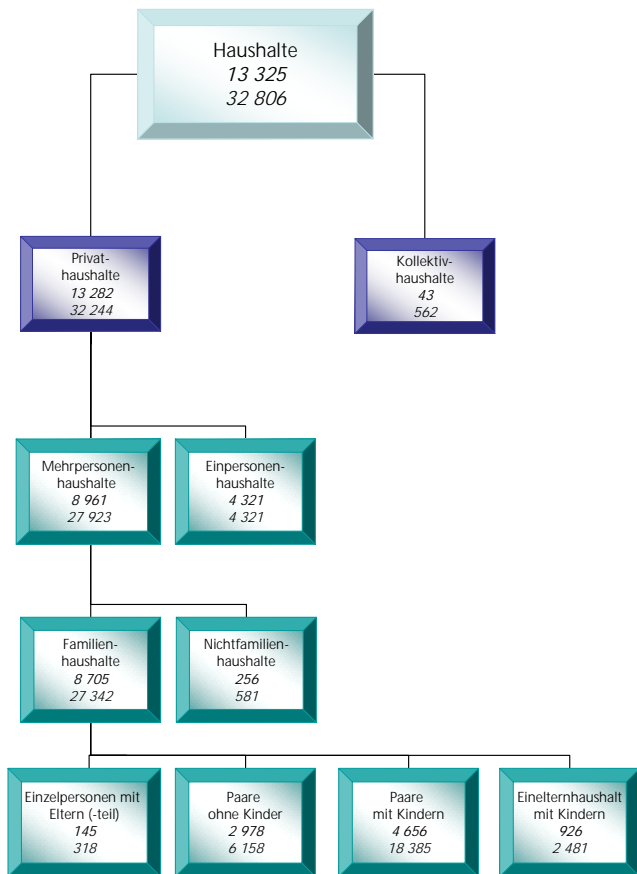 Haushalte
13 325
32 806
Privat-
haushalte
13 282
32 244
Kollektiv-
haushalte
43
562
Mehrpersonen-
haushalte
8 961
27 923
Einpersonen-
haushalte
4 321
4 321
Familien-
haushalte
8 705
27 342
Nichtfamilien-
haushalte
256
581
Einzelpersonen mit
Eltern (-teil)
145
318
Paare
ohne Kinder
2 978
6 158
Paare
mit Kindern
4 656
18 385
Einelternhaushalt
mit Kindern
926
2 481